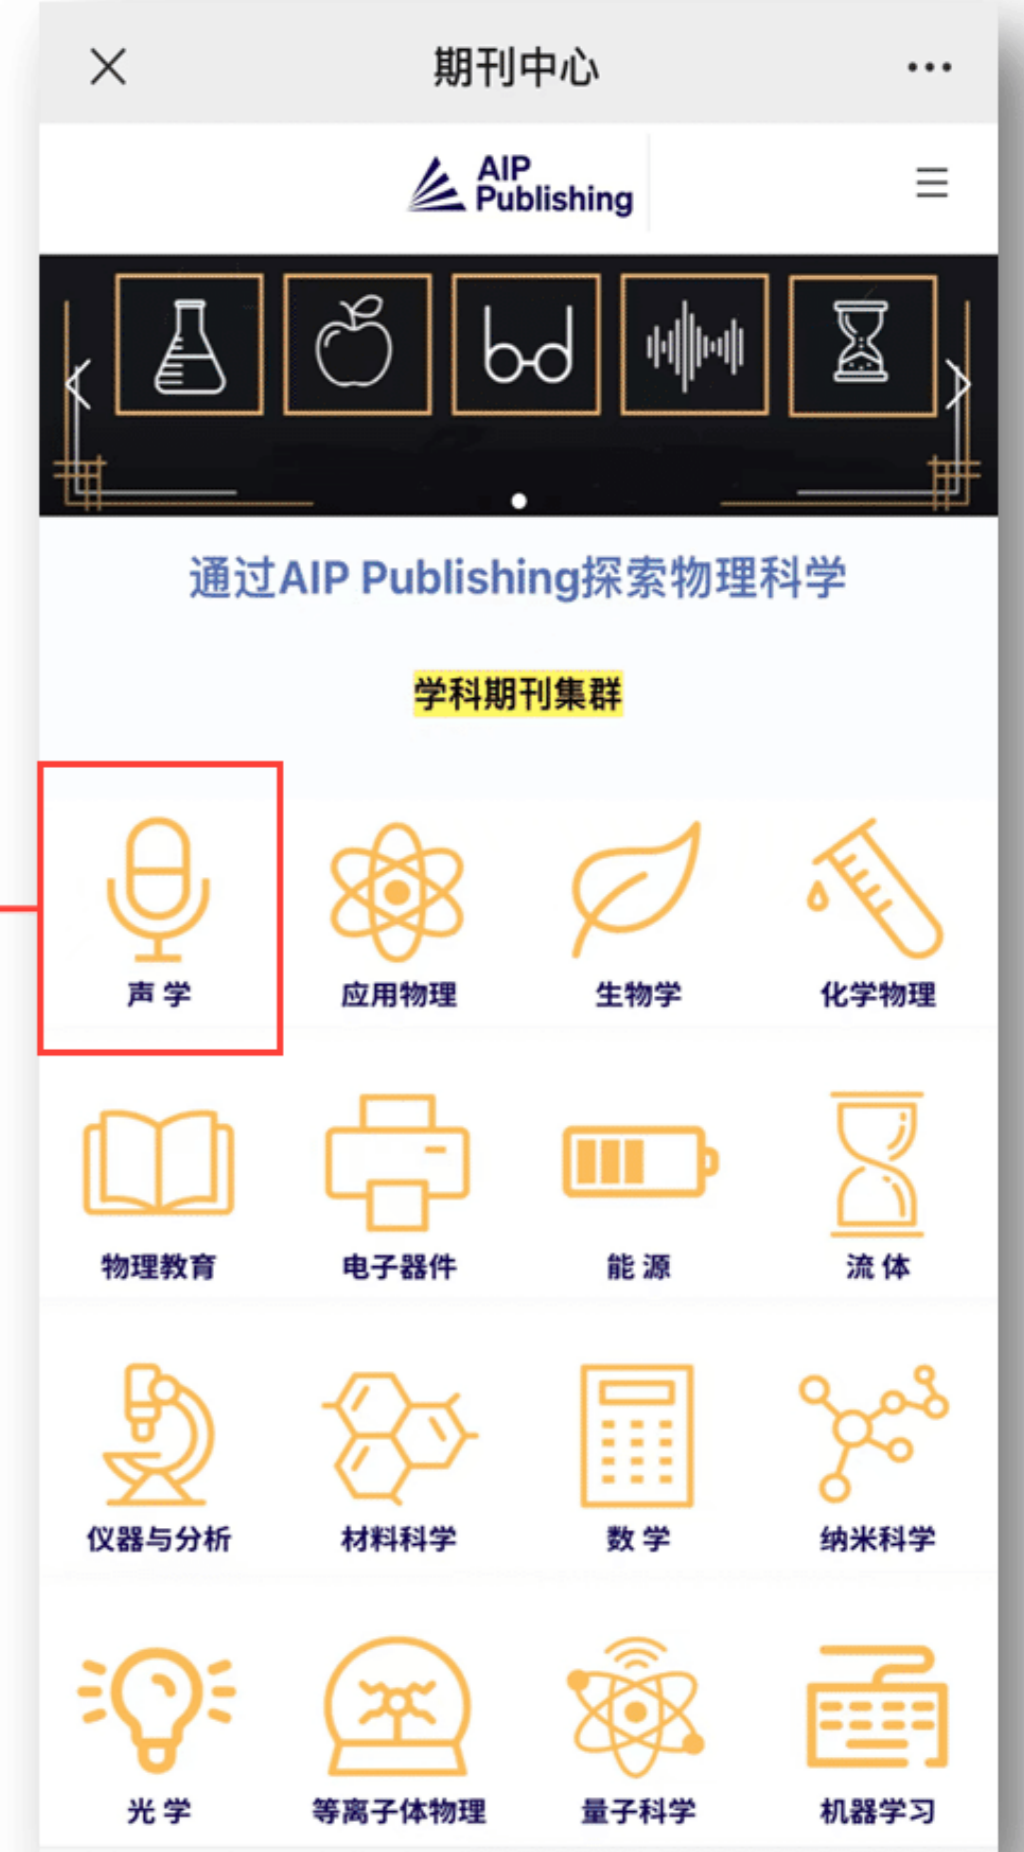 期刊中心
AIP
Publishing
通过AIP Publishing探索物理科学
学科期刊集群
声 学
应用物理
生物学
化学物理
物理教育
电子器件
能 源
流 体
仪器与分析
材料科学
数 学
纳米科学
光 学
等离子体物理
量子科学
机器学习